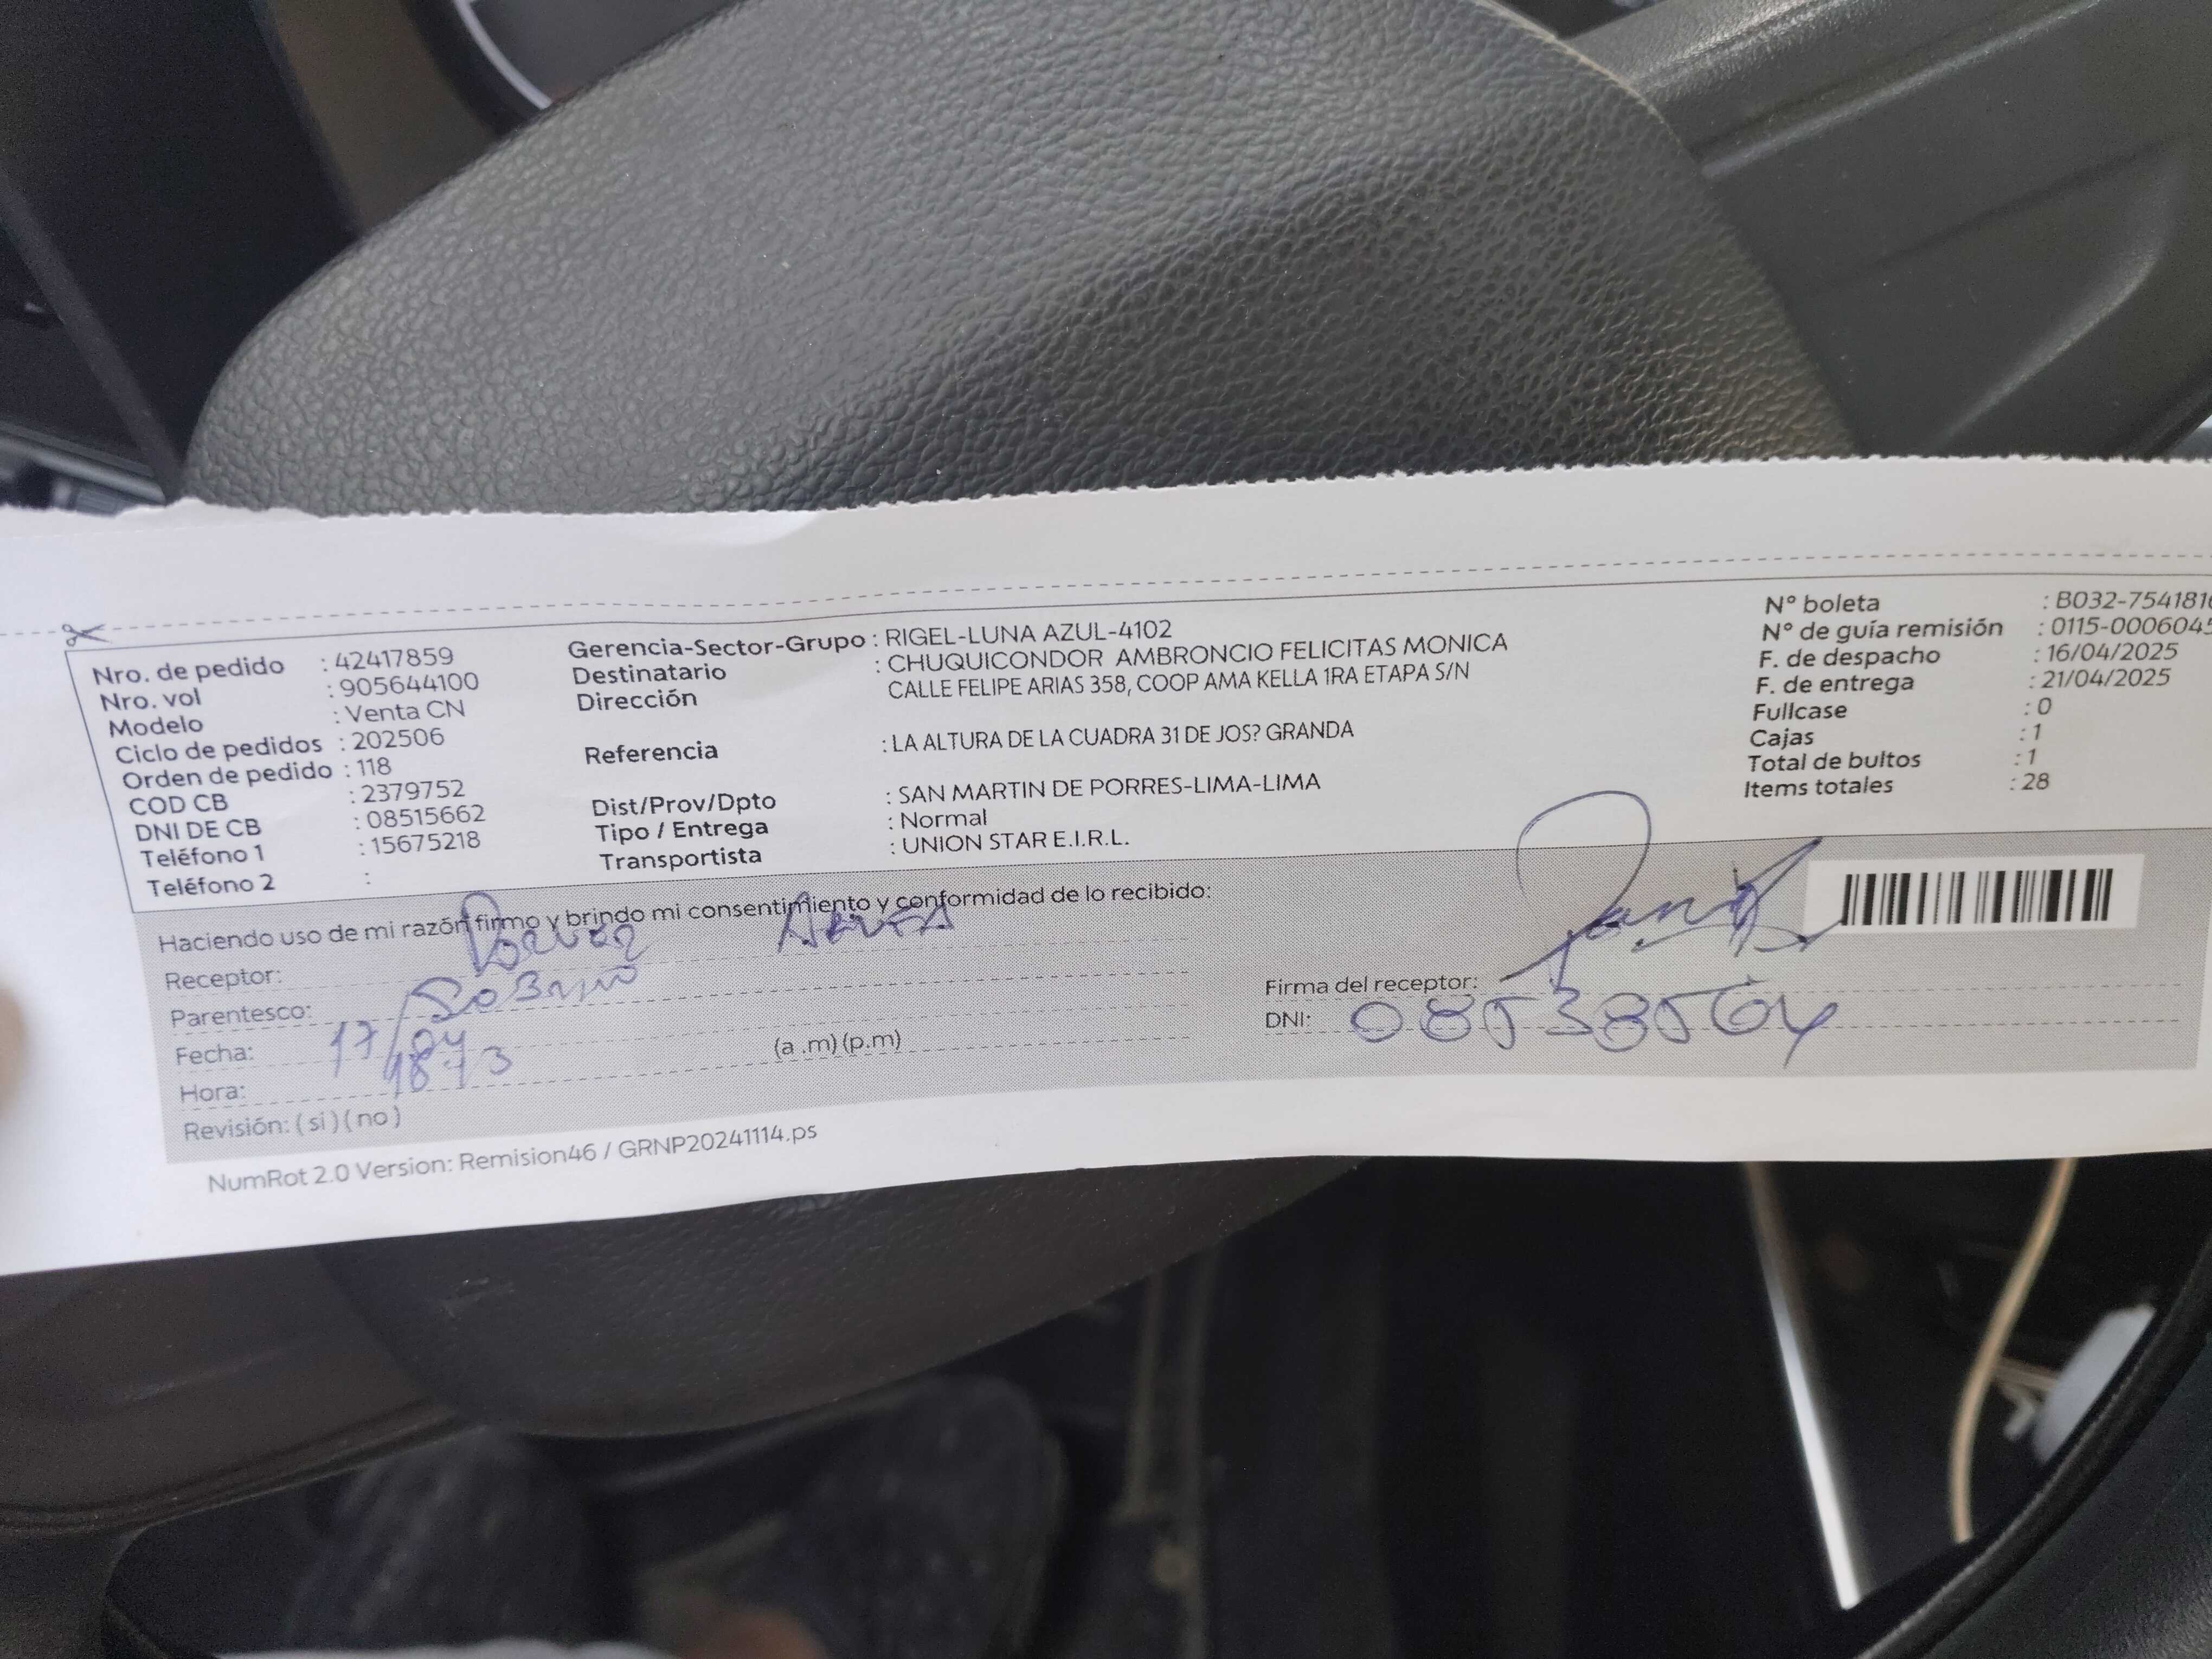 Nro. de pedido : 42417859
Nro. vol : 905644100
Modelo : Venta CN
Ciclo de pedidos : 202506
Orden de pedido : 118
COD CB : 2379752
DNI DE CB : 08515662
Teléfono 1 : 15675218
Teléfono 2 :
Gerencia-Sector-Grupo : RIGEL-LUNA AZUL-4102
Destinatario : CHUQUICONDOR AMBRONCIO FELICITAS MONICA
Dirección CALLE FELIPE ARIAS 358, COOP AMA KELLA 1RA ETAPA S/N
Referencia : LA ALTURA DE LA CUADRA 31 DE JOS? GRANDA
Dist/Prov/Dpto : SAN MARTIN DE PORRES-LIMA-LIMA
Tipo / Entrega : Normal
Transportista : UNION STAR E.I.R.L.
N° boleta : B032-754181
N° de guía remisión : 0115-0006045
F. de despacho : 16/04/2025
F. de entrega : 21/04/2025
Fullcase : 0
Cajas : 1
Total de bultos : 1
Items totales : 28
Haciendo uso de mi razón firmo y brindo mi consentimiento y conformidad de lo recibido:
Receptor:
Parentesco: Sobrino
Fecha: 17/04
Hora: (a .m) (p.m)
Revisión: ( si ) ( no )
Firma del receptor:
DNI: 08538564
NumRot 2.0 Version: Remision46 / GRNP20241114.ps